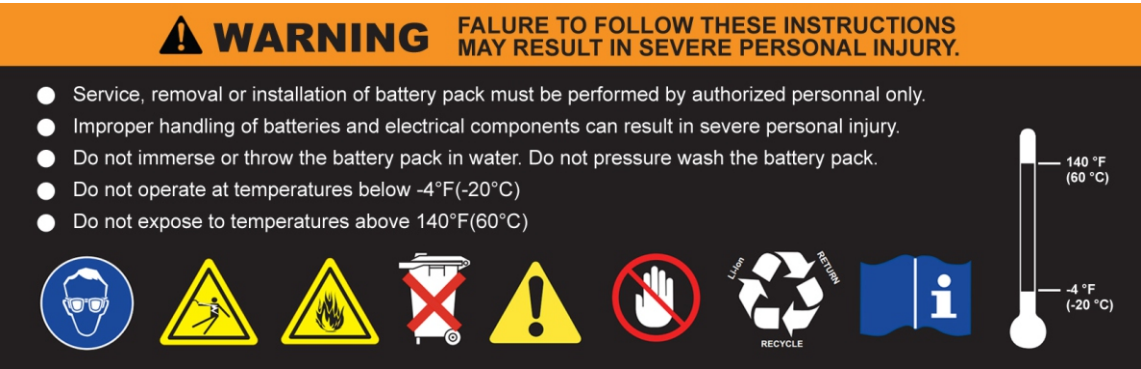 WARNING
FALURE TO FOLLOW THESE INSTRUCTIONS
MAY RESULT IN SEVERE PERSONAL INJURY.
Service, removal or installation of battery pack must be performed by authorized personnal only.
Improper handling of batteries and electrical components can result in severe personal injury.
Do not immerse or throw the battery pack in water. Do not pressure wash the battery pack.
Do not operate at temperatures below -4°F(-20°C)
Do not expose to temperatures above 140°F(60°C)
140 °F
(60 °C)
-4 °F
(-20 °C)
Li-Ion
RETURN
RECYCLE